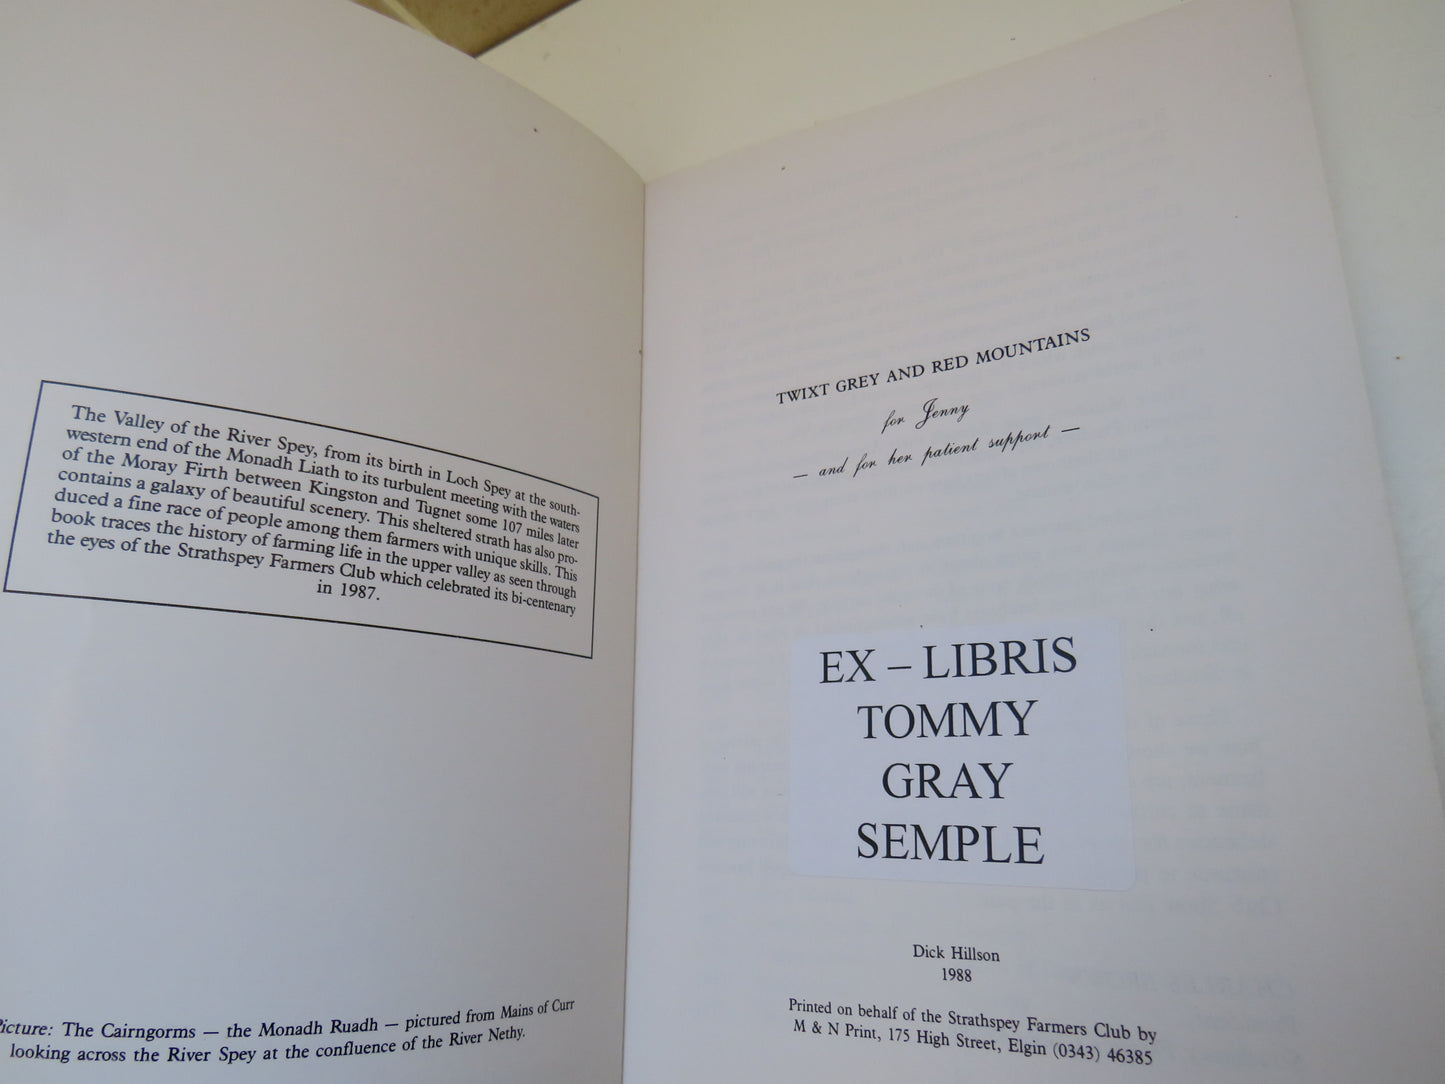 The Valley of the River Spey, from its birth in Loch Spey at the south-
western end of the Monadh Liath to its turbulent meeting with the waters
of the Moray Firth between Kingston and Tugnet some 107 miles later
contains a galaxy of beautiful scenery. This sheltered strath has also pro-
duced a fine race of people among them farmers with unique skills. This
book traces the history of farming life in the upper valley as seen through
the eyes of the Strathspey Farmers Club which celebrated its bi-centenary
in 1987.
Picture: The Cairngorms — the Monadh Ruadh — pictured from Mains of Curr
looking across the River Spey at the confluence of the River Nethy.
TWIXT GREY AND RED MOUNTAINS
for Jenny
— and for her patient support —
EX – LIBRIS
TOMMY
GRAY
SEMPLE
Dick Hillson
1988
Printed on behalf of the Strathspey Farmers Club by
M & N Print, 175 High Street, Elgin (0343) 46385